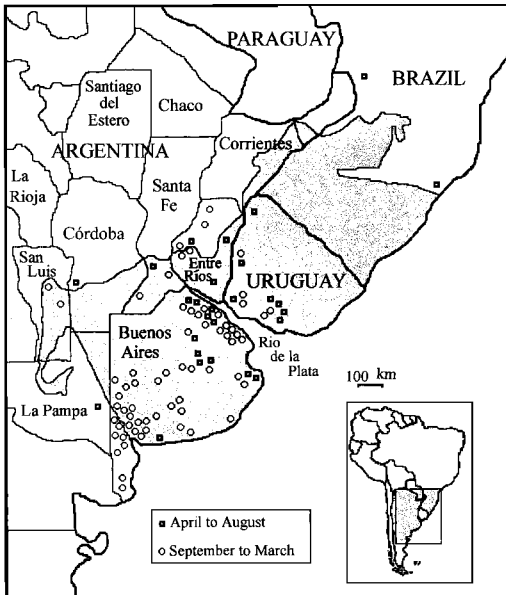 PARAGUAY
BRAZIL
Santiago
del
Estero
Chaco
Corrientes
ARGENTINA
La
Rioja
Santa
Fe
Córdoba
San
Luis
Entre
Ríos
URUGUAY
Buenos
Aires
Rio
de la
Plata
100 km
La Pampa
April to August
September to March